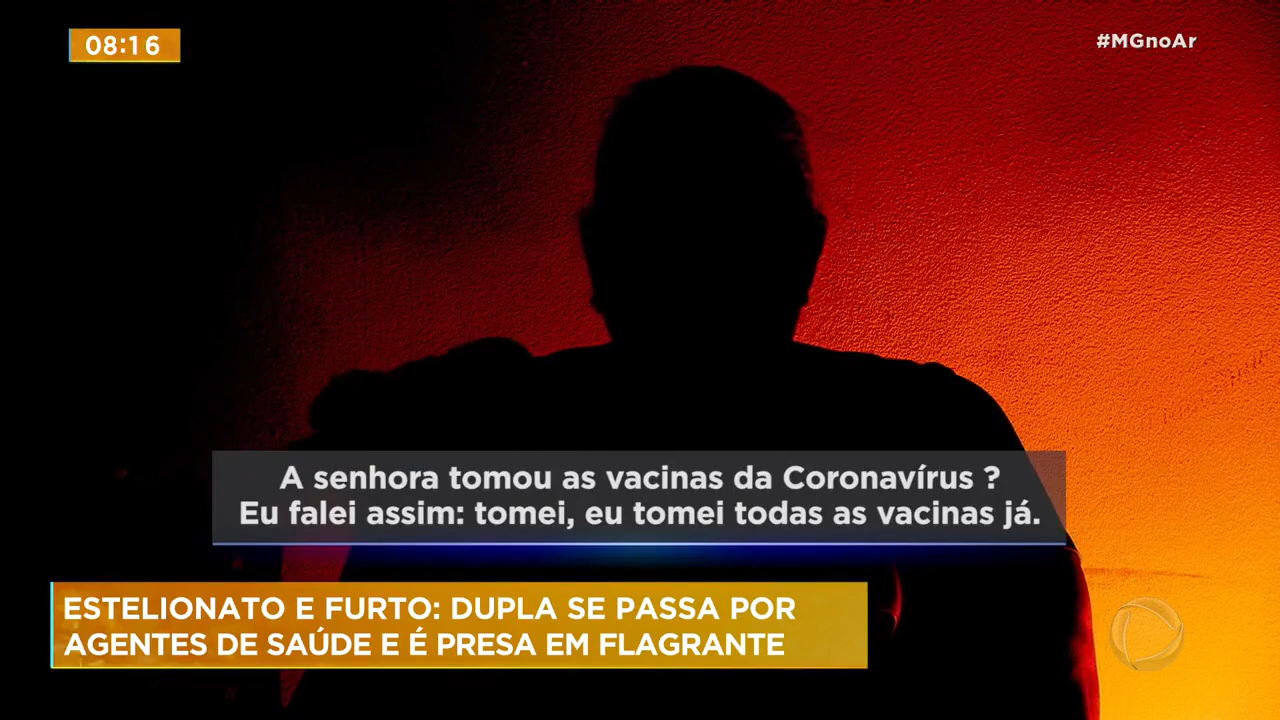 08:16
#MGnoAr
A senhora tomou as vacinas da Coronavírus ?
Eu falei assim: tomei, eu tomei todas as vacinas já.
ESTELIONATO E FURTO: DUPLA SE PASSA POR
AGENTES DE SAÚDE E É PRESA EM FLAGRANTE